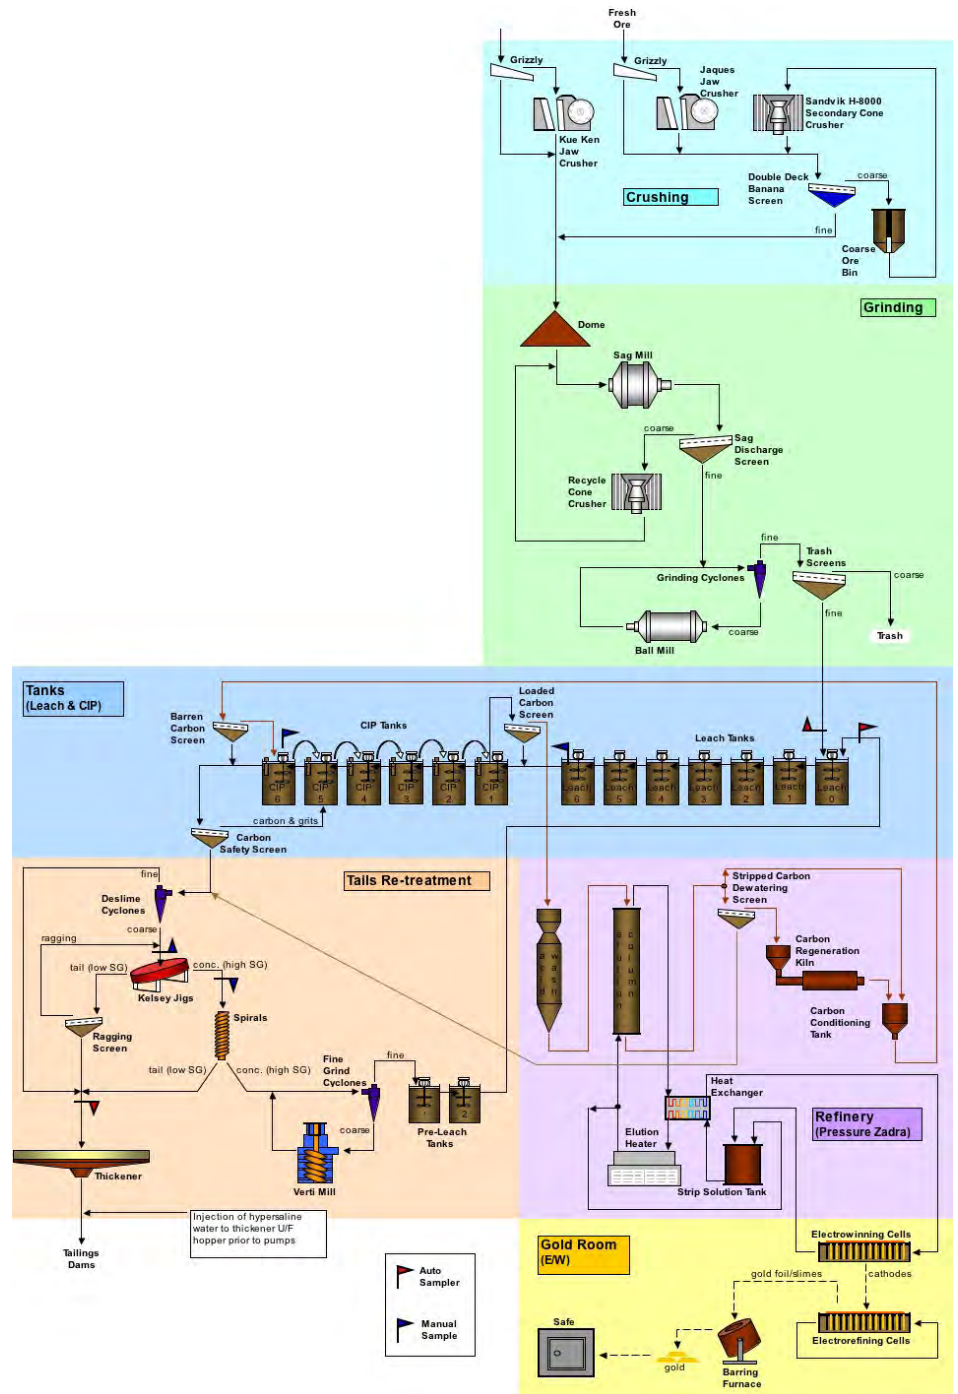 Fresh
Ore
Grizzly
Grizzly
Jaques
Jaw
Crusher
Sandvik H-8000
Secondary Cone
Crusher
Kue Ken
Jaw
Crusher
Crushing
Double Deck
Banana
Screen
coarse
fine
Coarse
Ore
Bin
Grinding
Dome
Sag Mill
coarse
Sag
Discharge
Screen
fine
Recycle
Cone
Crusher
fine
Trash
Screens
Grinding Cyclones
coarse
fine
coarse
Ball Mill
Trash
Tanks
(Leach & CIP)
Barren
Carbon
Screen
CIP Tanks
Loaded
Carbon
Screen
Leach Tanks
CIP
6
CIP
5
CIP
4
CIP
3
CIP
2
CIP
1
Leach
6
Leach
5
Leach
4
Leach
3
Leach
2
Leach
1
Leach
0
carbon & grits
Carbon
Safety Screen
Tails Re-treatment
fine
Deslime
Cyclones
coarse
ragging
tail (low SG)
conc. (high SG)
Kelsey Jigs
Spirals
Ragging
Screen
tail (low SG)
conc. (high SG)
Fine
Grind
Cyclones
fine
1
2
Pre-Leach
Tanks
coarse
Verti Mill
Thickener
Injection of hypersaline
water to thickener U/F
hopper prior to pumps
Tailings
Dams
acid
wash
elution
column
Stripped Carbon
Dewatering
Screen
Carbon
Regeneration
Kiln
Carbon
Conditioning
Tank
Heat
Exchanger
Refinery
(Pressure Zadra)
Elution
Heater
Strip Solution Tank
Gold Room
(E/W)
Electrowinning Cells
gold foil/slimes
cathodes
Electrorefining Cells
Safe
gold
Barring
Furnace
Auto
Sampler
Manual
Sample